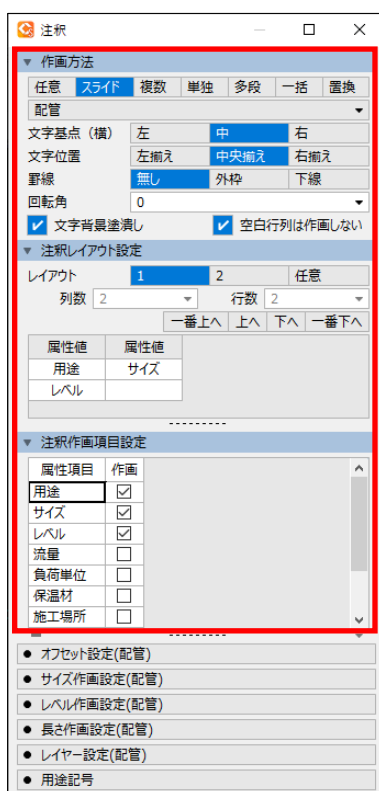 注釈
作画方法
任意 スライド 複数 単独 多段 一括 置換
配管
文字基点（横） 左 中 右
文字位置 左揃え 中央揃え 右揃え
罫線 無し 外枠 下線
回転角 0
文字背景塗潰し 空白行列は作画しない
注釈レイアウト設定
レイアウト 1 2 任意
列数 2 行数 2
一番上へ 上へ 下へ 一番下へ
属性値 属性値
用途 サイズ
レベル
注釈作画項目設定
属性項目 作画
用途
サイズ
レベル
流量
負荷単位
保温材
施工場所
オフセット設定(配管)
サイズ作画設定(配管)
レベル作画設定(配管)
長さ作画設定(配管)
レイヤー設定(配管)
用途記号